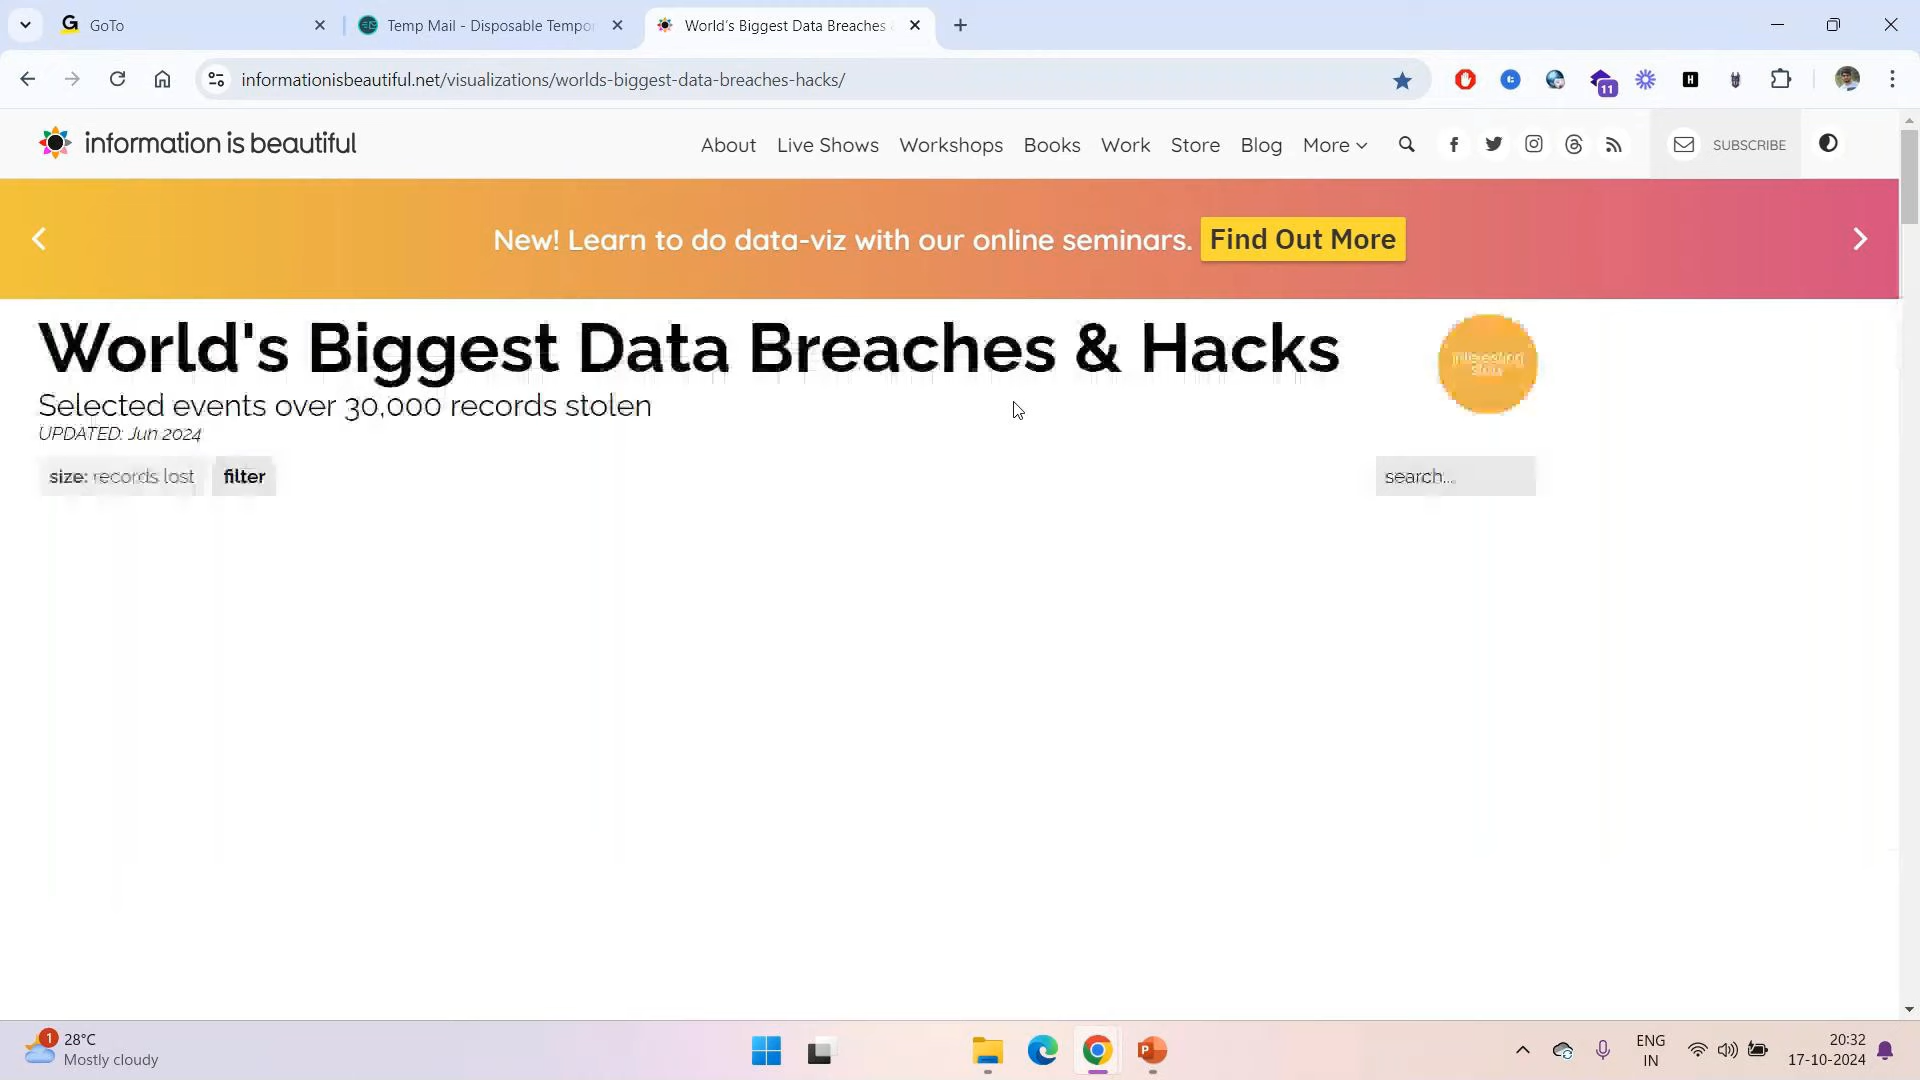 GoTo
Temp Mail - Disposable Tempo
World's Biggest Data Breaches
informationisbeautiful.net/visualizations/worlds-biggest-data-breaches-hacks/
11
information is beautiful
About Live Shows Workshops Books Work Store Blog More
SUBSCRIBE
New! Learn to do data-viz with our online seminars. Find Out More
World's Biggest Data Breaches & Hacks
Selected events over 30,000 records stolen
UPDATED: Jun 2024
size: records lost filter
search...
1
28°C
Mostly cloudy
ENG
IN
20:32
17-10-2024